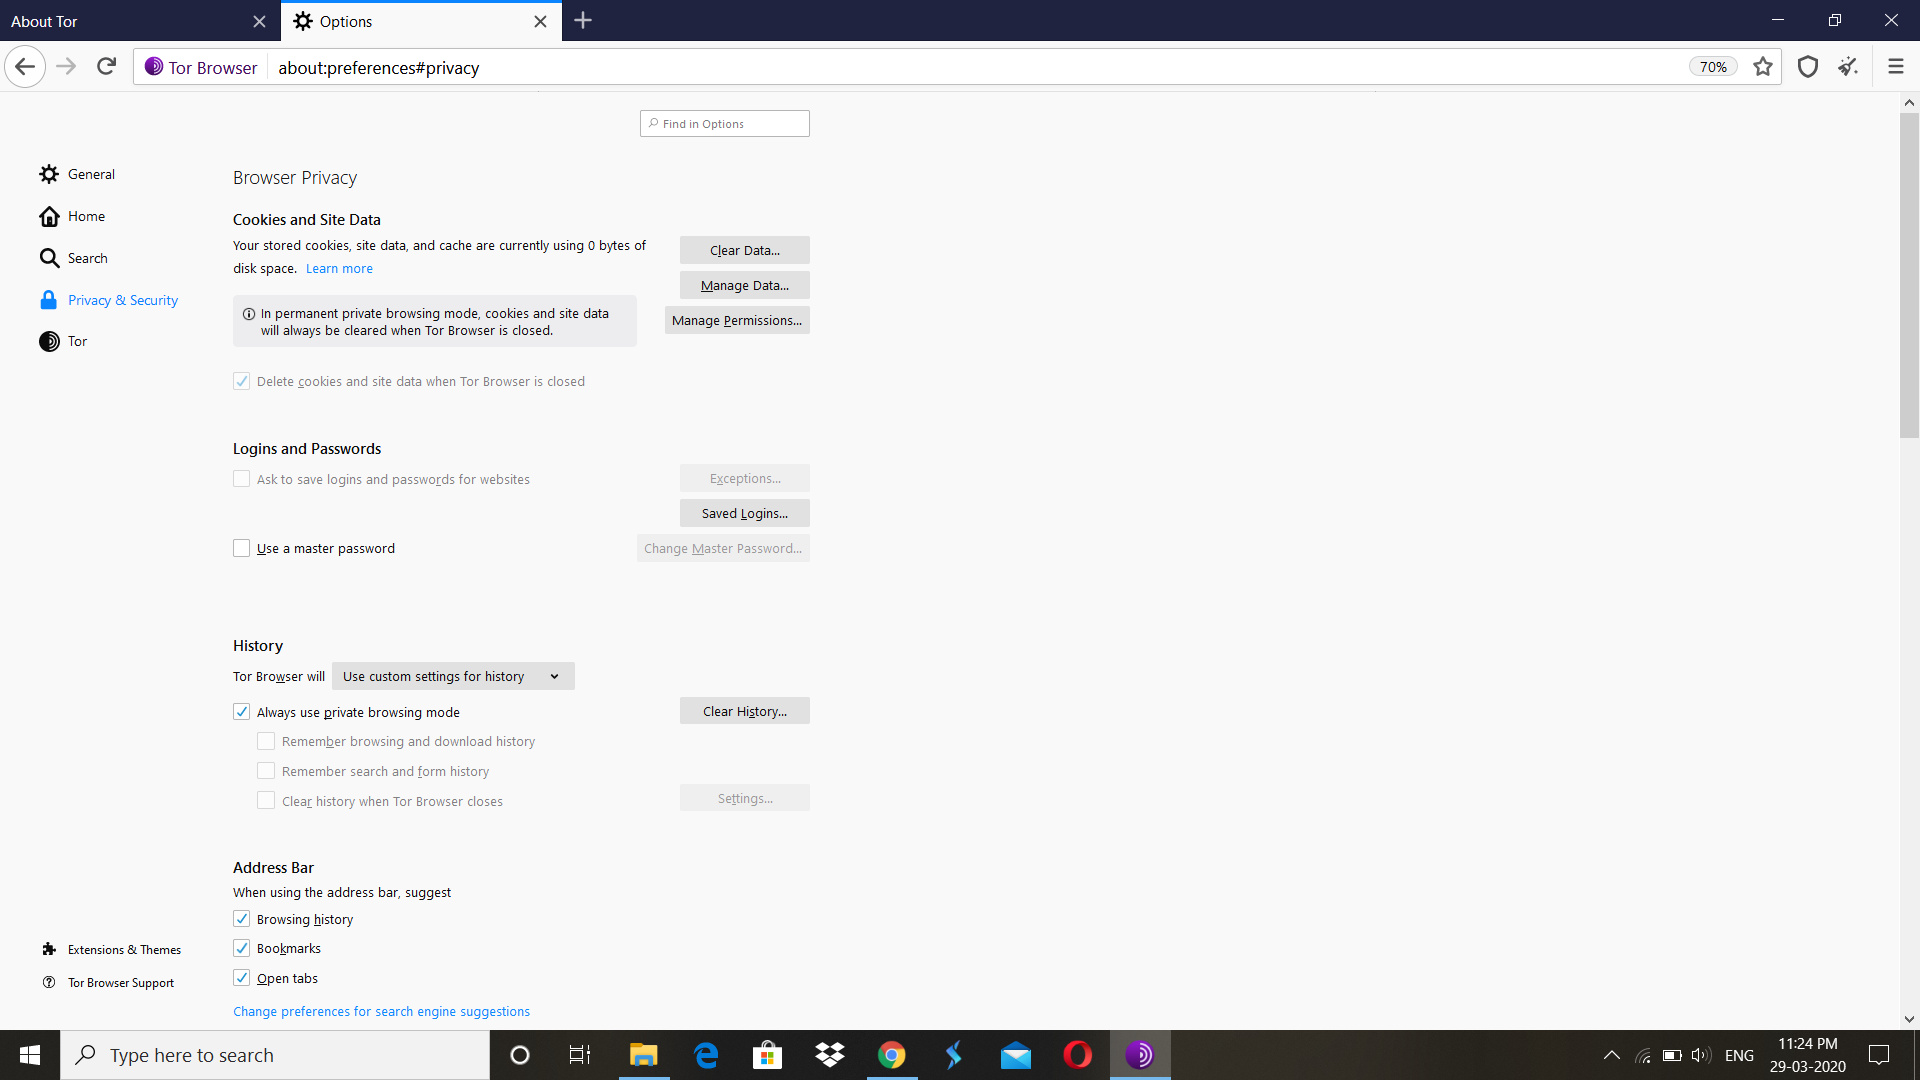 About Tor
Options
Tor Browser
about:preferences#privacy
70%
Find in Options
General
Home
Search
Privacy & Security
Tor
Browser Privacy
Cookies and Site Data
Your stored cookies, site data, and cache are currently using 0 bytes of
disk space. Learn more
Clear Data...
Manage Data...
Manage Permissions...
In permanent private browsing mode, cookies and site data
will always be cleared when Tor Browser is closed.
Delete cookies and site data when Tor Browser is closed
Logins and Passwords
Ask to save logins and passwords for websites
Exceptions...
Saved Logins...
Use a master password
Change Master Password...
History
Tor Browser will Use custom settings for history
Always use private browsing mode
Clear History...
Remember browsing and download history
Remember search and form history
Clear history when Tor Browser closes
Settings...
Address Bar
When using the address bar, suggest
Browsing history
Bookmarks
Open tabs
Change preferences for search engine suggestions
Extensions & Themes
Tor Browser Support
Type here to search
ENG
11:24 PM
29-03-2020